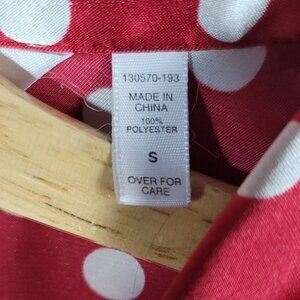 130570-193
MADE IN
CHINA
100%
POLYESTER
S
OVER FOR
CARE